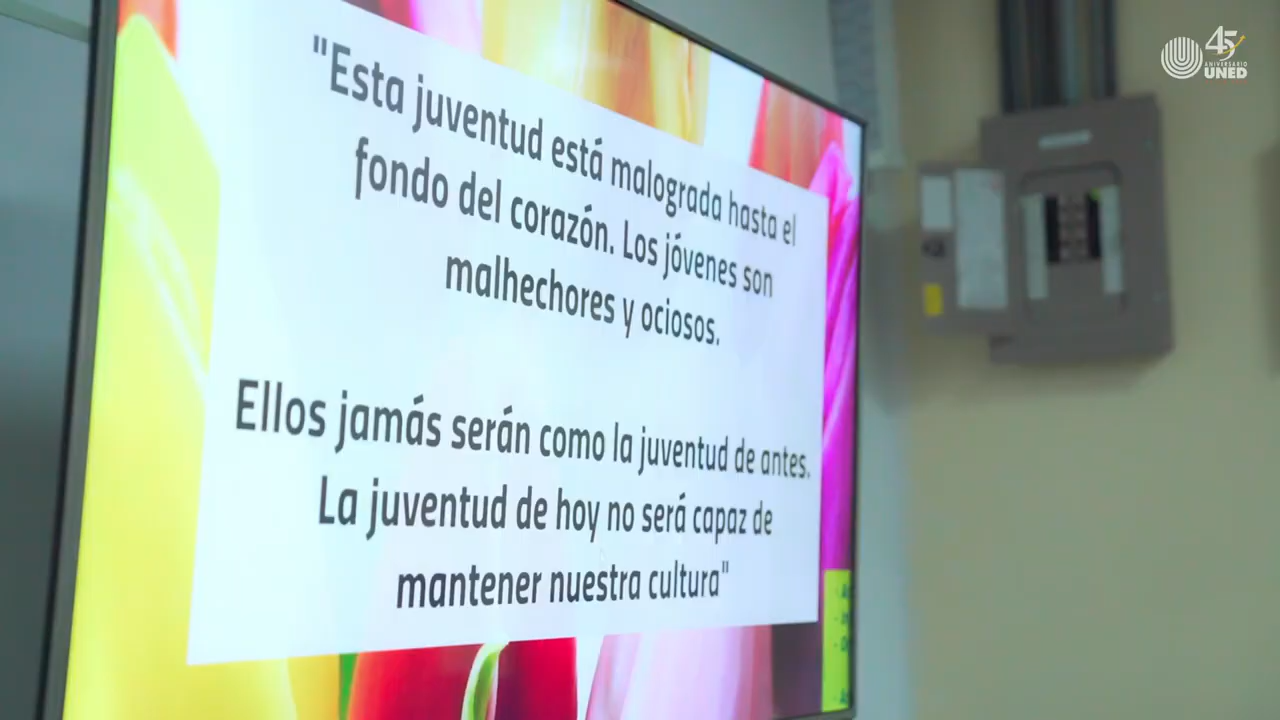 "Esta juventud está malograda hasta el
fondo del corazón. Los jóvenes son
malhechores y ociosos.
Ellos jamás serán como la juventud de antes.
La juventud de hoy no será capaz de
mantener nuestra cultura"
45
ANIVERSARIO
UNED